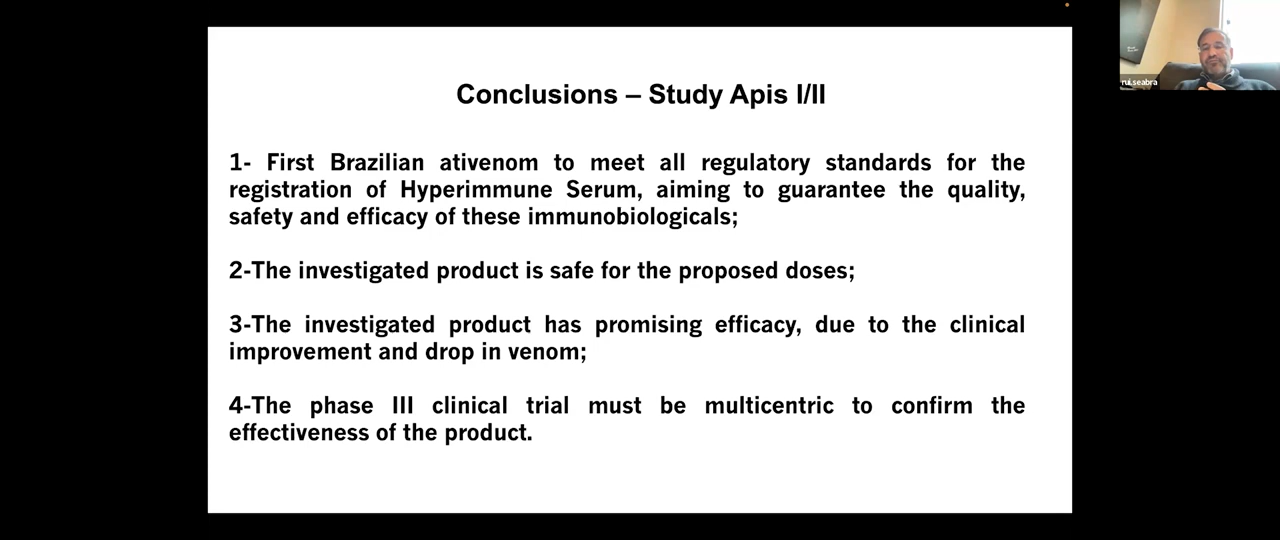 Conclusions – Study Apis I/II
1- First Brazilian ativenom to meet all regulatory standards for the
registration of Hyperimmune Serum, aiming to guarantee the quality,
safety and efficacy of these immunobiologicals;
2-The investigated product is safe for the proposed doses;
3-The investigated product has promising efficacy, due to the clinical
improvement and drop in venom;
4-The phase III clinical trial must be multicentric to confirm the
effectiveness of the product.
rui.seabra